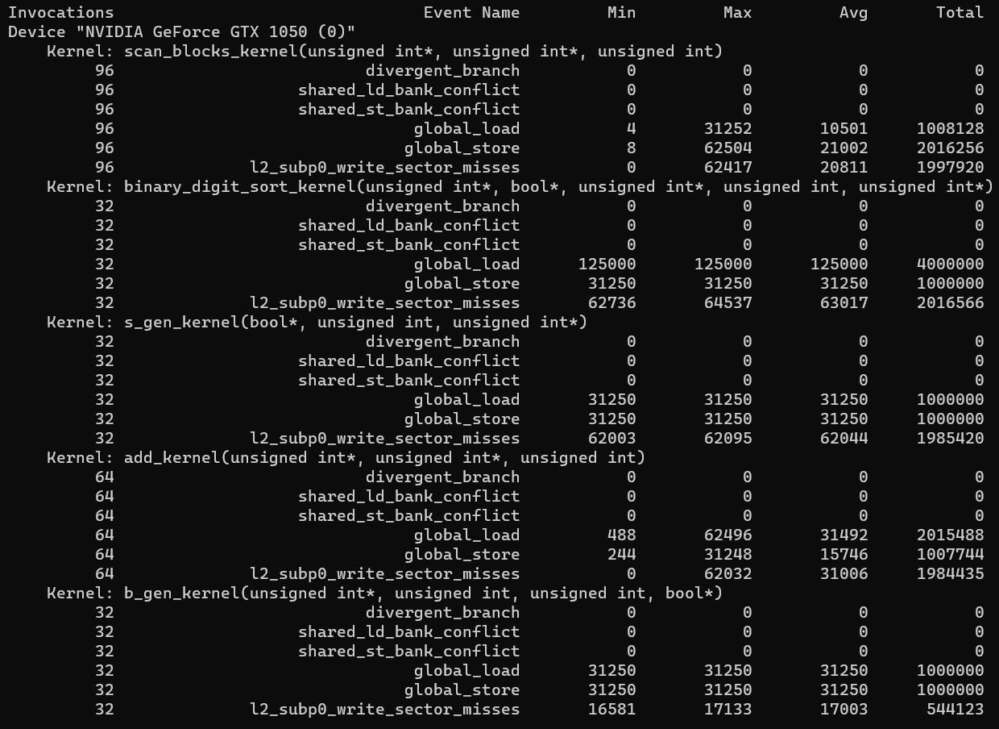 Invocations                                Event Name         Min         Max         Avg       Total
Device "NVIDIA GeForce GTX 1050 (0)"
    Kernel: scan_blocks_kernel(unsigned int*, unsigned int*, unsigned int)
         96                          divergent_branch           0           0           0           0
         96                   shared_ld_bank_conflict           0           0           0           0
         96                   shared_st_bank_conflict           0           0           0           0
         96                               global_load           4       31252       10501     1008128
         96                              global_store           8       62504       21002     2016256
         96              l2_subp0_write_sector_misses           0       62417       20811     1997920
    Kernel: binary_digit_sort_kernel(unsigned int*, bool*, unsigned int*, unsigned int, unsigned int*)
         32                          divergent_branch           0           0           0           0
         32                   shared_ld_bank_conflict           0           0           0           0
         32                   shared_st_bank_conflict           0           0           0           0
         32                               global_load      125000      125000      125000     4000000
         32                              global_store       31250       31250       31250     1000000
         32              l2_subp0_write_sector_misses       62736       64537       63017     2016566
    Kernel: s_gen_kernel(bool*, unsigned int, unsigned int*)
         32                          divergent_branch           0           0           0           0
         32                   shared_ld_bank_conflict           0           0           0           0
         32                   shared_st_bank_conflict           0           0           0           0
         32                               global_load       31250       31250       31250     1000000
         32                              global_store       31250       31250       31250     1000000
         32              l2_subp0_write_sector_misses       62003       62095       62044     1985420
    Kernel: add_kernel(unsigned int*, unsigned int*, unsigned int)
         64                          divergent_branch           0           0           0           0
         64                   shared_ld_bank_conflict           0           0           0           0
         64                   shared_st_bank_conflict           0           0           0           0
         64                               global_load         488       62496       31492     2015488
         64                              global_store         244       31248       15746     1007744
         64              l2_subp0_write_sector_misses           0       62032       31006     1984435
    Kernel: b_gen_kernel(unsigned int*, unsigned int, unsigned int, bool*)
         32                          divergent_branch           0           0           0           0
         32                   shared_ld_bank_conflict           0           0           0           0
         32                   shared_st_bank_conflict           0           0           0           0
         32                               global_load       31250       31250       31250     1000000
         32                              global_store       31250       31250       31250     1000000
         32              l2_subp0_write_sector_misses       16581       17133       17003      544123